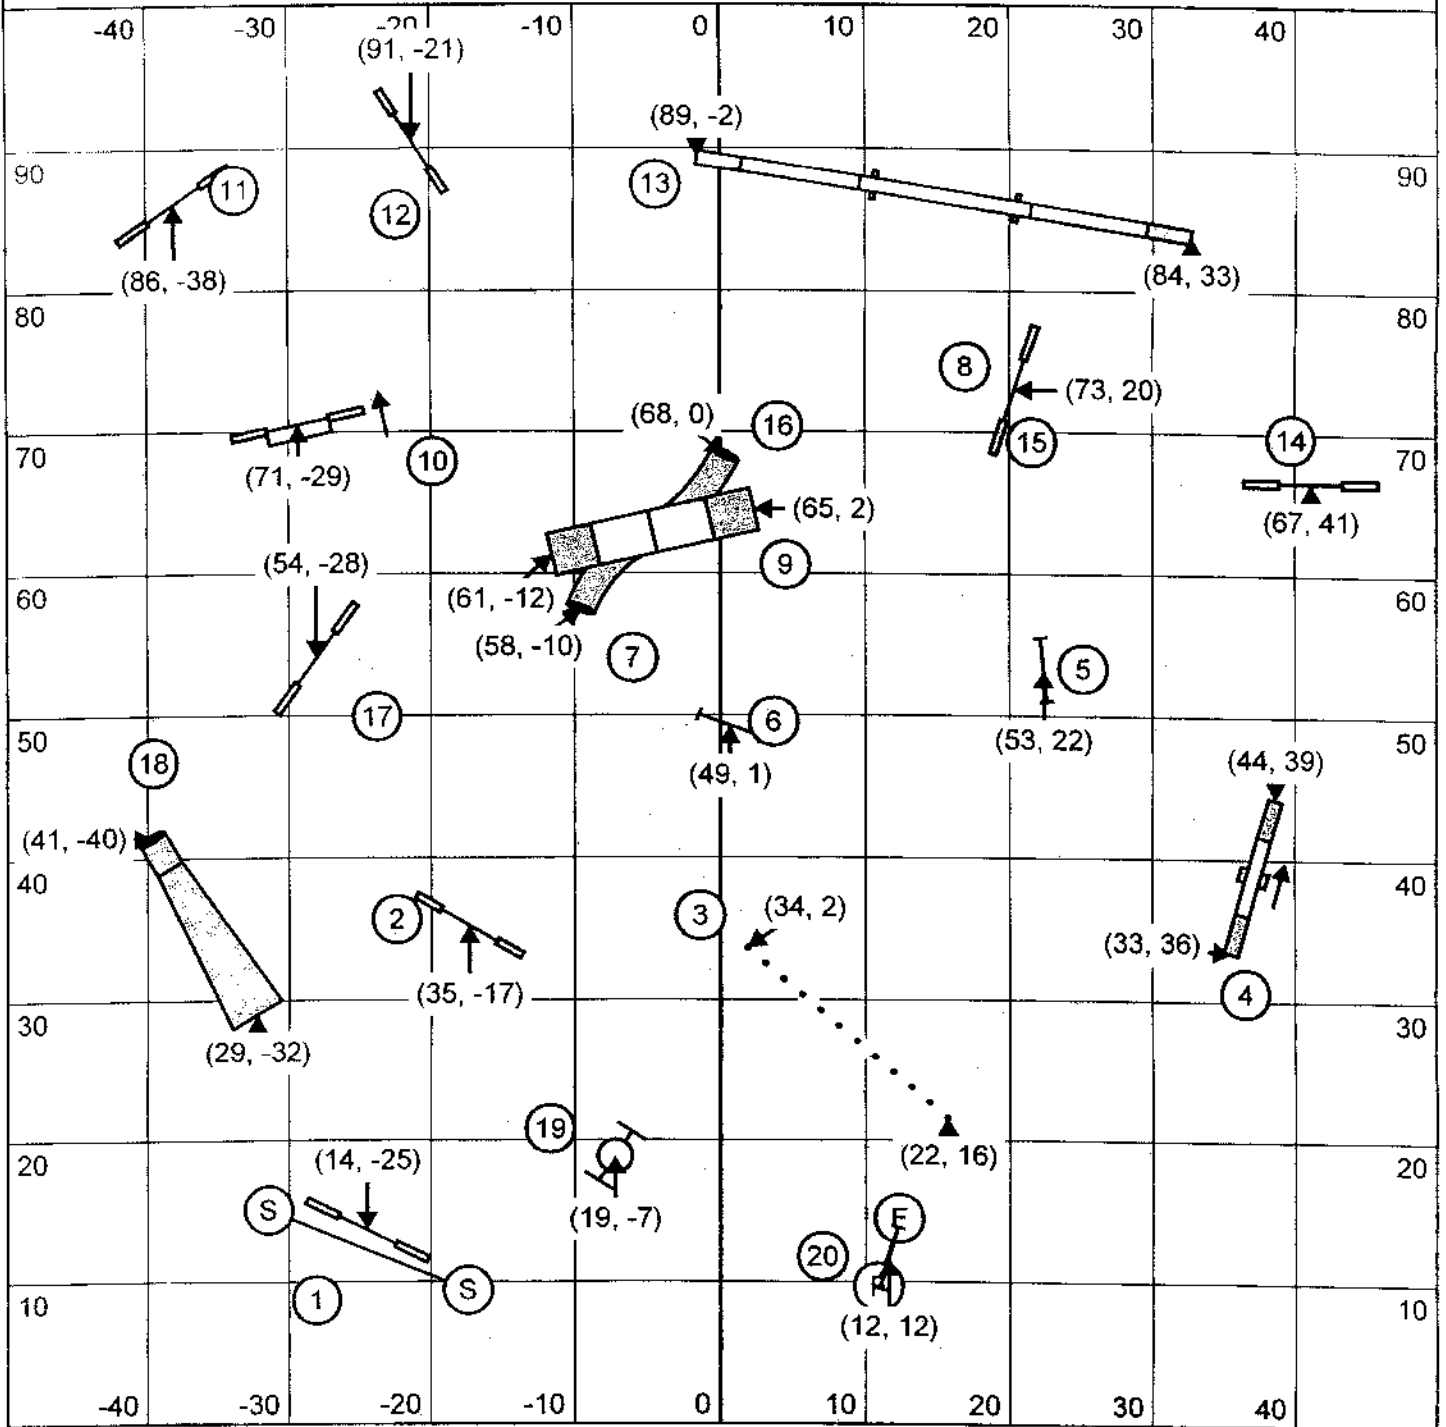 -40 -30 -20 -10 0 10 20 40
(91, -21)
(89, -2)
90 11 12 13 90
(86, -38)
(84, 33)
80 80
8 (73, 20)
(68, 0) 16 15 14
70 (71, -29) 10 70
(65, 2) (67, 41)
(54, -28) 9
60 (61, -12) 60
(58, -10) 7 5
17 6
50 (53, 22) 50
18 (49, 1) (44, 39)
(41, -40)
40 40
2 3 (34, 2)
(33, 36)
(35, -17) 4
30 30
(29, -32)
19
20 (14, -25) (22, 16) 20
S (19, -7) F
20
1 S F
10 10
(12, 12)
-40 -30 -20 -10 0 10 20 40